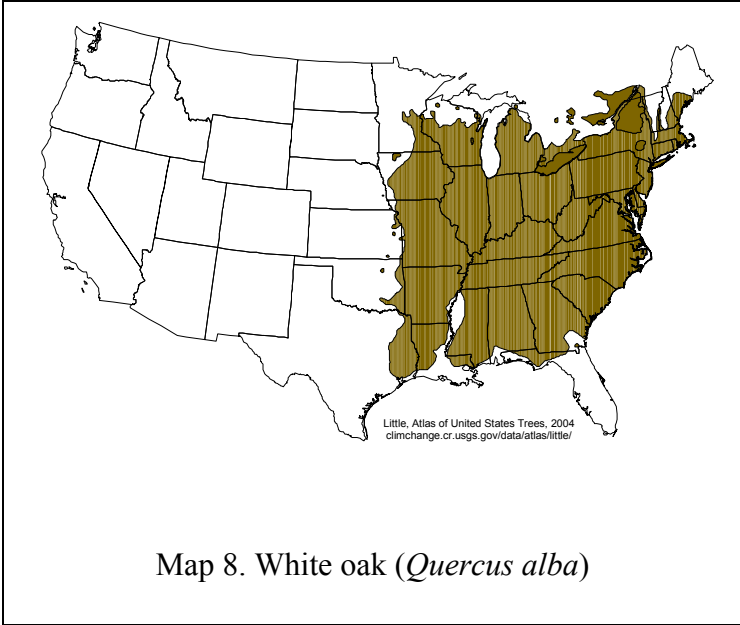 Little, Atlas of United States Trees, 2004
climchange.cr.usgs.gov/data/atlas/little/
Map 8. White oak (Quercus alba)